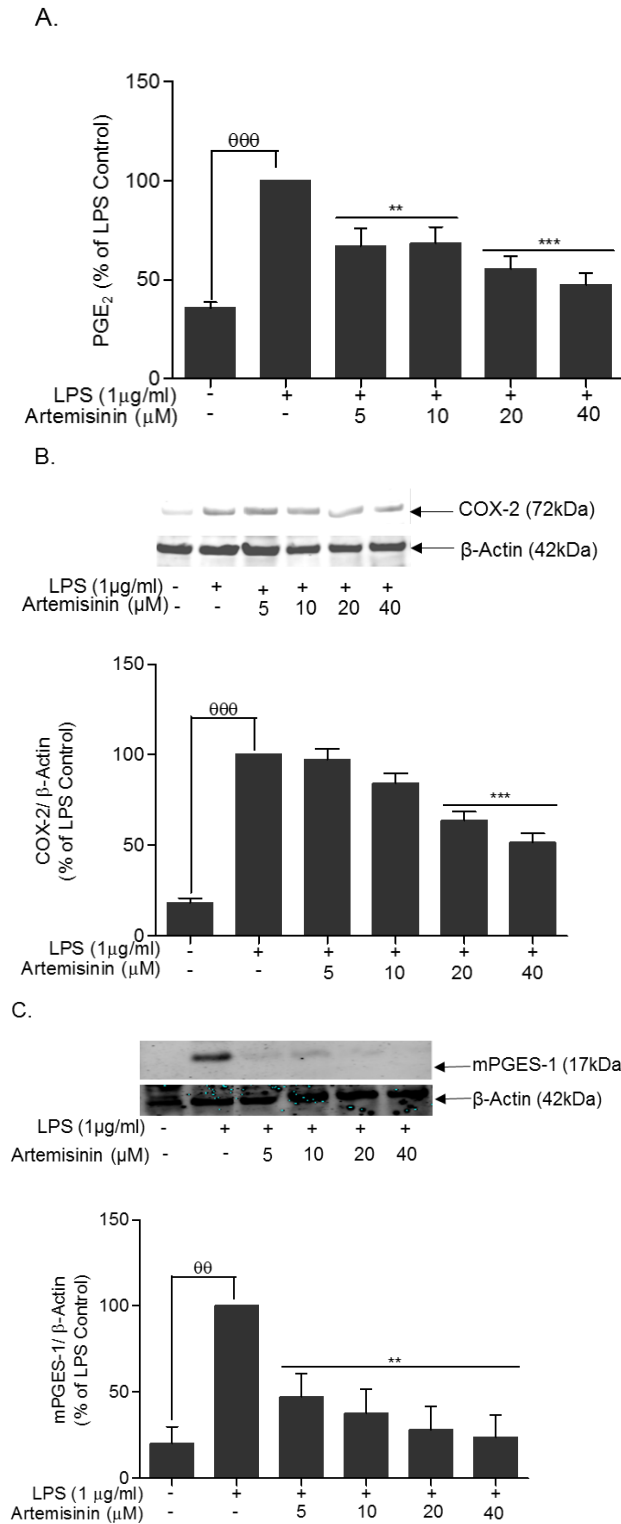 A.
150
100
50
0
PGE₂ (% of LPS Control)
θθθ
**
***
LPS (1μg/ml) - + + + + +
Artemisinin (μM) - - 5 10 20 40
B.
COX-2 (72kDa)
β-Actin (42kDa)
LPS (1μg/ml) - + + + + +
Artemisinin (μM) - - 5 10 20 40
150
100
50
0
COX-2/ β-Actin
(% of LPS Control)
θθθ
***
LPS (1μg/ml) - + + + + +
Artemisinin (μM) - - 5 10 20 40
C.
mPGES-1 (17kDa
β-Actin (42kDa)
LPS (1μg/ml) - + + + + +
Artemisinin (μM) - - 5 10 20 40
150
100
50
0
mPGES-1/ β-Actin
(% of LPS Control)
θθ
**
LPS (1 μg/ml) - + + + + +
Artemisinin (μM) - - 5 10 20 40